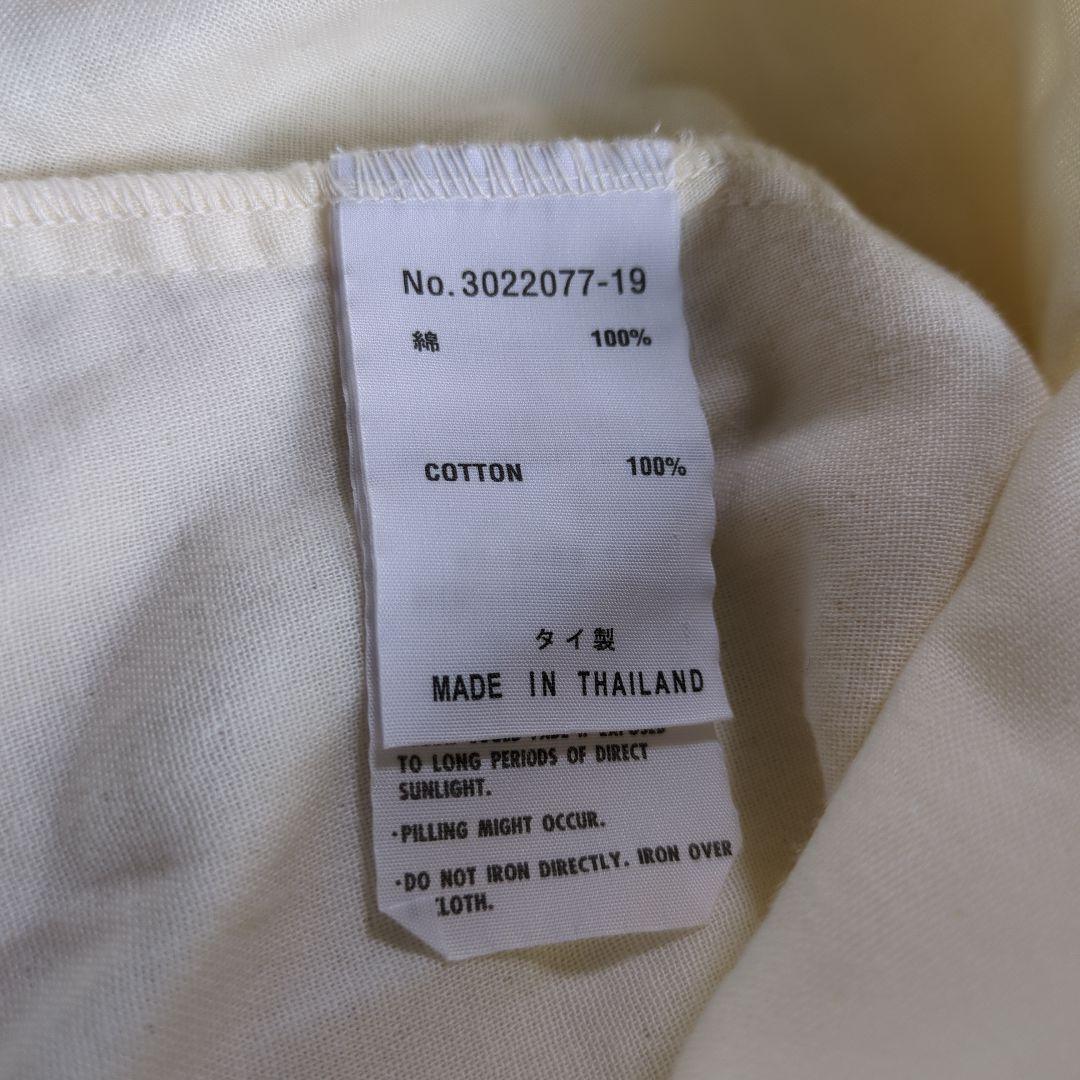 No.3022077-19
綿 100%
COTTON 100%
タイ製
MADE IN THAILAND
TO LONG PERIODS OF DIRECT
SUNLIGHT.
·PILLING MIGHT OCCUR.
·DO NOT IRON DIRECTLY. IRON OVER